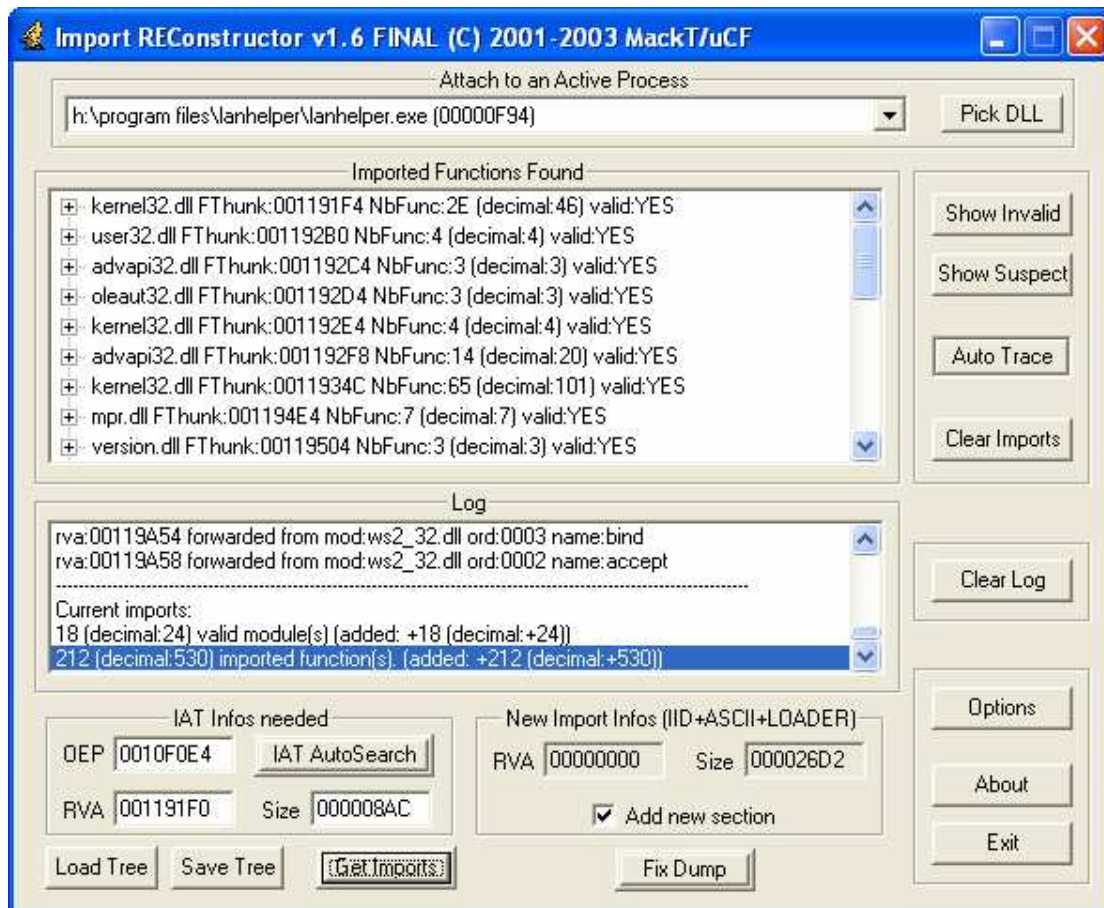 Import REConstructor v1.6 FINAL (C) 2001-2003 MackT/uCF
Attach to an Active Process
h:\program files\lanhelper\lanhelper.exe (00000F94)
Pick DLL
Imported Functions Found
kernel32.dll FThunk:001191F4 NbFunc:2E (decimal:46) valid:YES
user32.dll FThunk:001192B0 NbFunc:4 (decimal:4) valid:YES
advapi32.dll FThunk:001192C4 NbFunc:3 (decimal:3) valid:YES
oleaut32.dll FThunk:001192D4 NbFunc:3 (decimal:3) valid:YES
kernel32.dll FThunk:001192E4 NbFunc:4 (decimal:4) valid:YES
advapi32.dll FThunk:001192F8 NbFunc:14 (decimal:20) valid:YES
kernel32.dll FThunk:0011934C NbFunc:65 (decimal:101) valid:YES
mpr.dll FThunk:001194E4 NbFunc:7 (decimal:7) valid:YES
version.dll FThunk:00119504 NbFunc:3 (decimal:3) valid:YES
Show Invalid
Show Suspect
Auto Trace
Clear Imports
Log
rva:00119A54 forwarded from mod:ws2_32.dll ord:0003 name:bind
rva:00119A58 forwarded from mod:ws2_32.dll ord:0002 name:accept
---------------------------------------------------------------------------
Current imports:
18 (decimal:24) valid module(s) (added: +18 (decimal:+24))
212 (decimal:530) imported function(s). (added: +212 (decimal:+530))
Clear Log
IAT Infos needed
OEP 0010F0E4 IAT AutoSearch
RVA 001191F0 Size 000008AC
New Import Infos (IID+ASCII+LOADER)
RVA 00000000 Size 000026D2
Add new section
Options
About
Exit
Load Tree Save Tree Get Imports Fix Dump